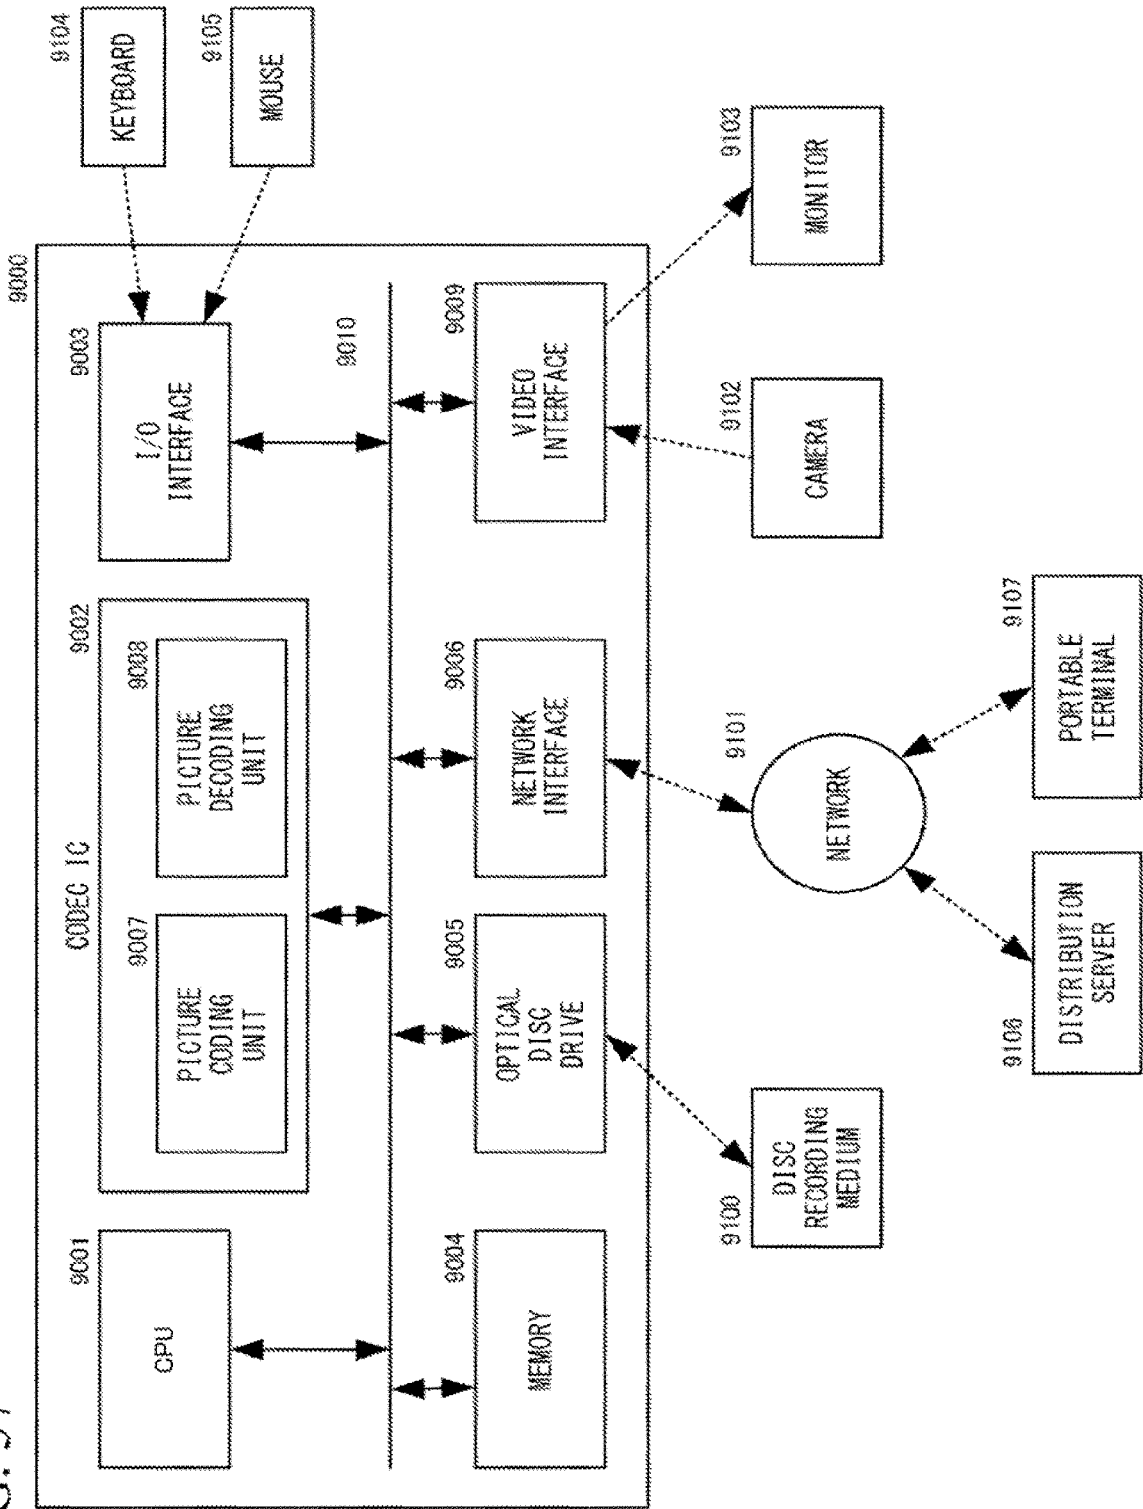 9000
9001
CPU
CODEC IC
9002
9007
PICTURE
CODING
UNIT
9008
PICTURE
DECODING
UNIT
9003
I/O
INTERFACE
9104
KEYBOARD
9105
MOUSE
9010
9004
MEMORY
9005
OPTICAL
DISC
DRIVE
9006
NETWORK
INTERFACE
9009
VIDEO
INTERFACE
9100
DISC
RECORDING
MEDIUM
9101
NETWORK
9102
CAMERA
9103
MONITOR
9106
DISTRIBUTION
SERVER
9107
PORTABLE
TERMINAL